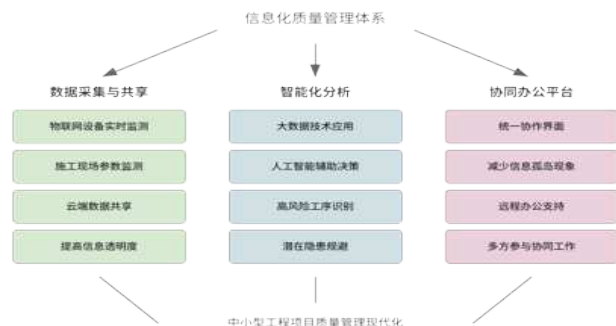 信息化质量管理体系
数据采集与共享
物联网设备实时监测
施工现场参数监测
云端数据共享
提高信息透明度
智能化分析
大数据技术应用
人工智能辅助决策
高风险工序识别
潜在隐患规避
协同办公平台
统一协作界面
减少信息孤岛现象
远程办公支持
多方参与协同工作
中小型工程项目质量管理现代化